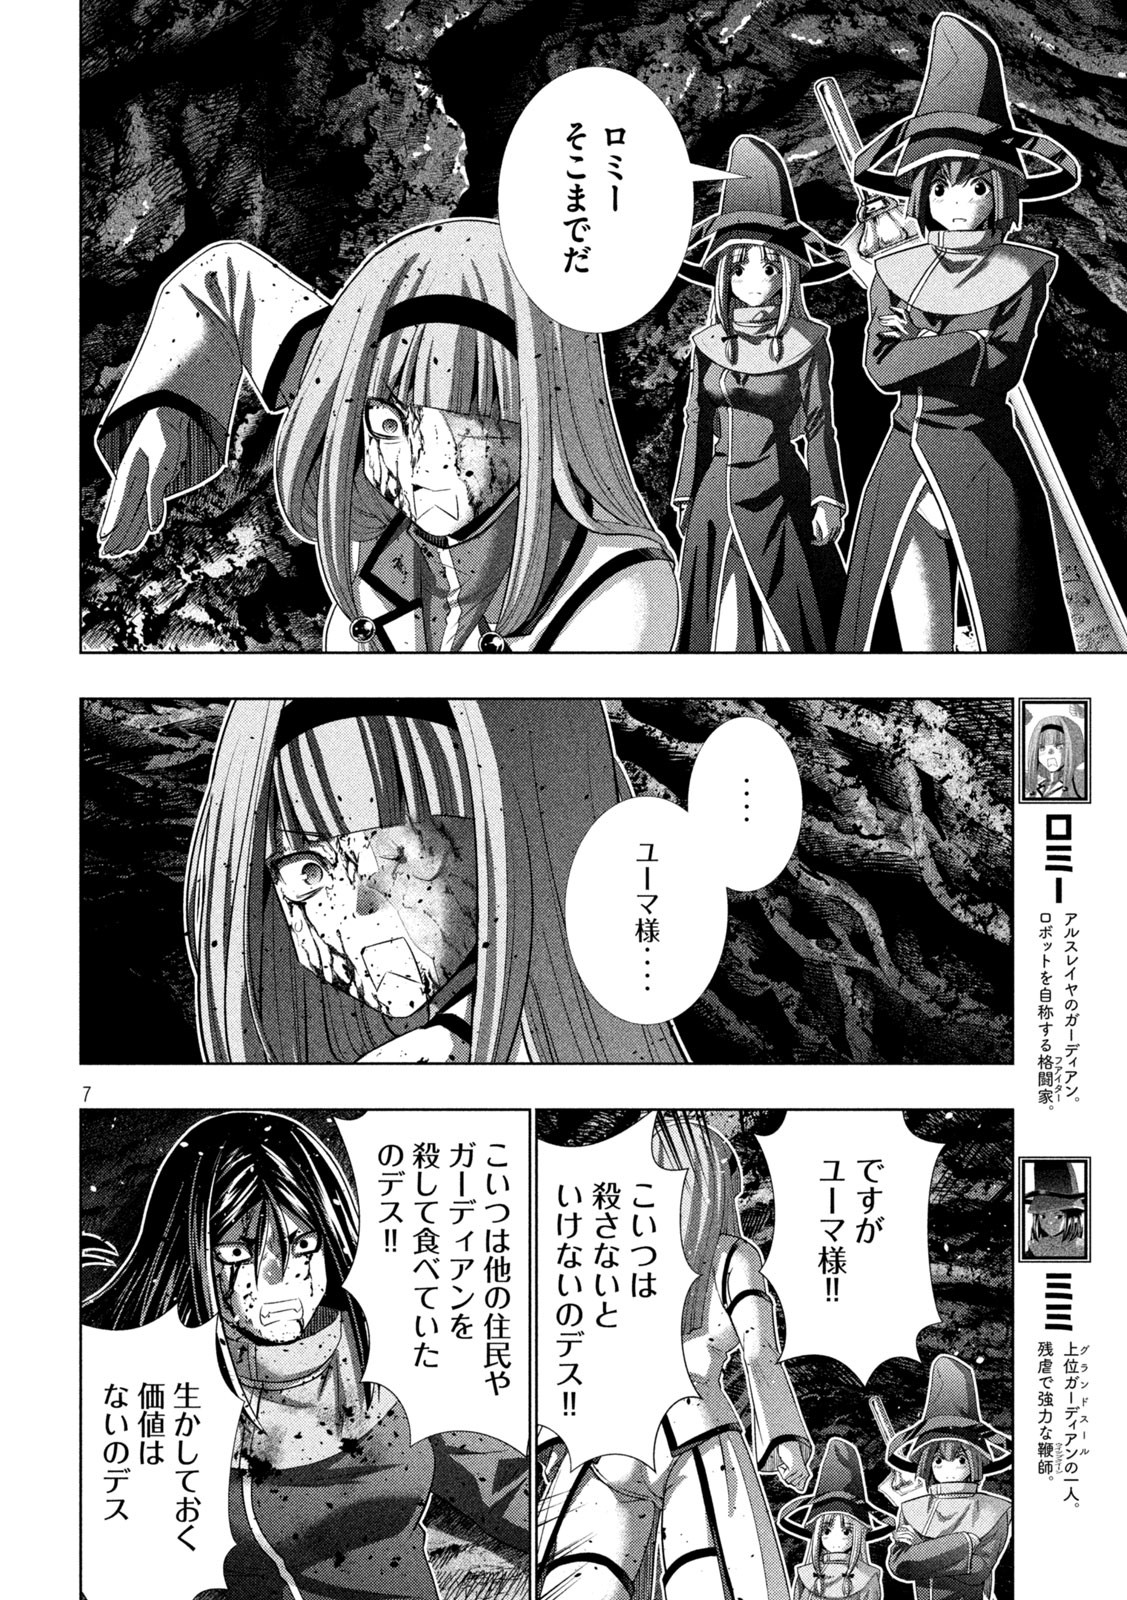 ロミー
そこまでだ
‥‥
ユーマ様‥‥
ロミー
アルスレイヤのガーディアン。
ロボットを自称する格闘家。
ファイター
ですが
ユーマ様!!
こいつは
殺さないと
いけないのデス!!
こいつは他の住民や
ガーディアンを
殺して食べていた
のデス!!
生かしておく
価値は
ないのデス
ミミ
グランドスール
上位ガーディアンの一人。
残虐で強力な鞭師。
7